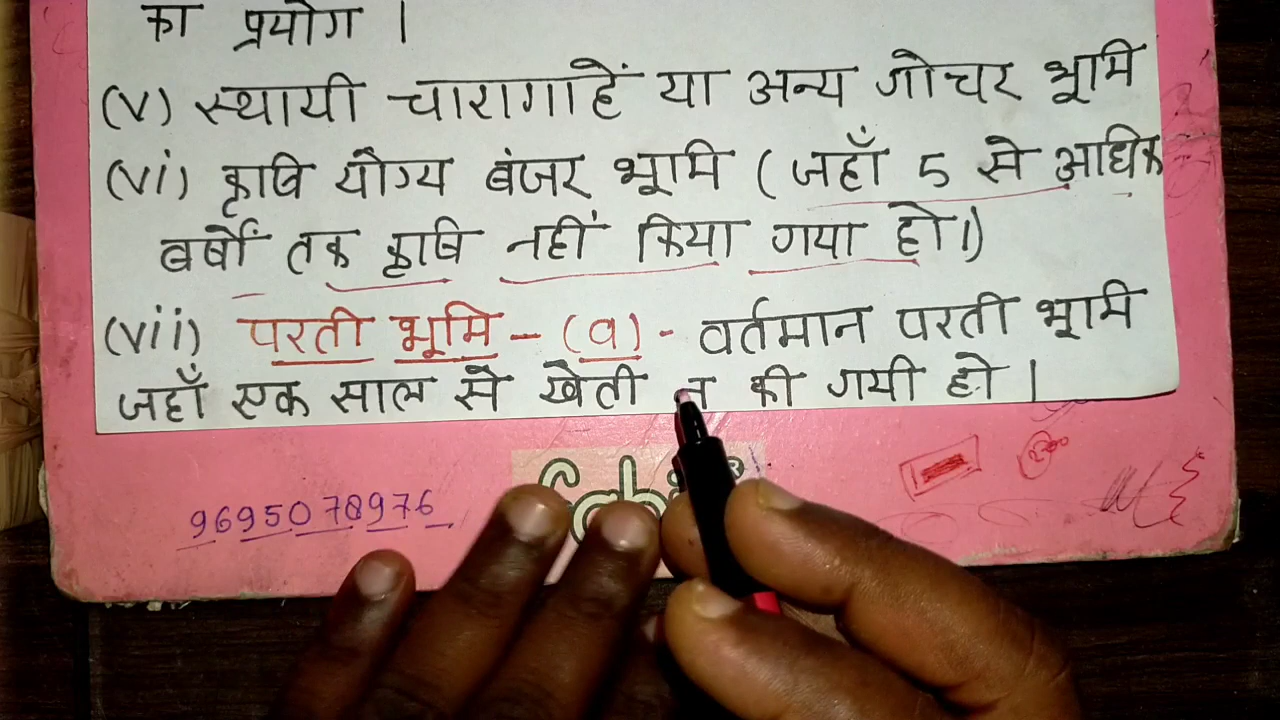 का प्रयोग ।
(v) स्थायी चारागाहें या अन्य गोचर भूमि
(vi) कृषि योग्य बंजर भूमि ( जहाँ 5 से अधिक
वर्षों तक कृषि नहीं किया गया हो।)
(vii) परती भूमि - (a) - वर्तमान परती भूमि
जहाँ एक साल से खेती न की गयी हो ।
9695078976